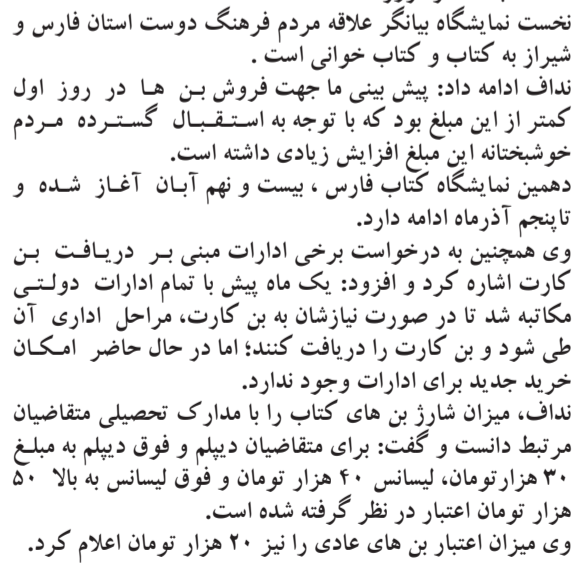 نخست نمایشگاه بیانگر علاقه مردم فرهنگ دوست استان فارس و
شیراز به کتاب و کتاب خوانی است .
نداف ادامه داد: پیش بینی ما جهت فروش بن ها در روز اول
کمتر از این مبلغ بود که با توجه به استقبال گسترده مردم
خوشبختانه این مبلغ افزایش زیادی داشته است.
دهمین نمایشگاه کتاب فارس ، بیست و نهم آبان آغاز شده و
تاپنجم آذرماه ادامه دارد.
وی همچنین به درخواست برخی ادارات مبنی بر دریافت بن
کارت اشاره کرد و افزود: یک ماه پیش با تمام ادارات دولتی
مکاتبه شد تا در صورت نیازشان به بن کارت، مراحل اداری آن
طی شود و بن کارت را دریافت کنند؛ اما در حال حاضر امکان
خرید جدید برای ادارات وجود ندارد.
نداف، میزان شارژ بن های کتاب را با مدارک تحصیلی متقاضیان
مرتبط دانست و گفت: برای متقاضیان دیپلم و فوق دیپلم به مبلغ
۳۰ هزارتومان، لیسانس ۴۰ هزار تومان و فوق لیسانس به بالا ۵۰
هزار تومان اعتبار در نظر گرفته شده است.
وی میزان اعتبار بن های عادی را نیز ۲۰ هزار تومان اعلام کرد.